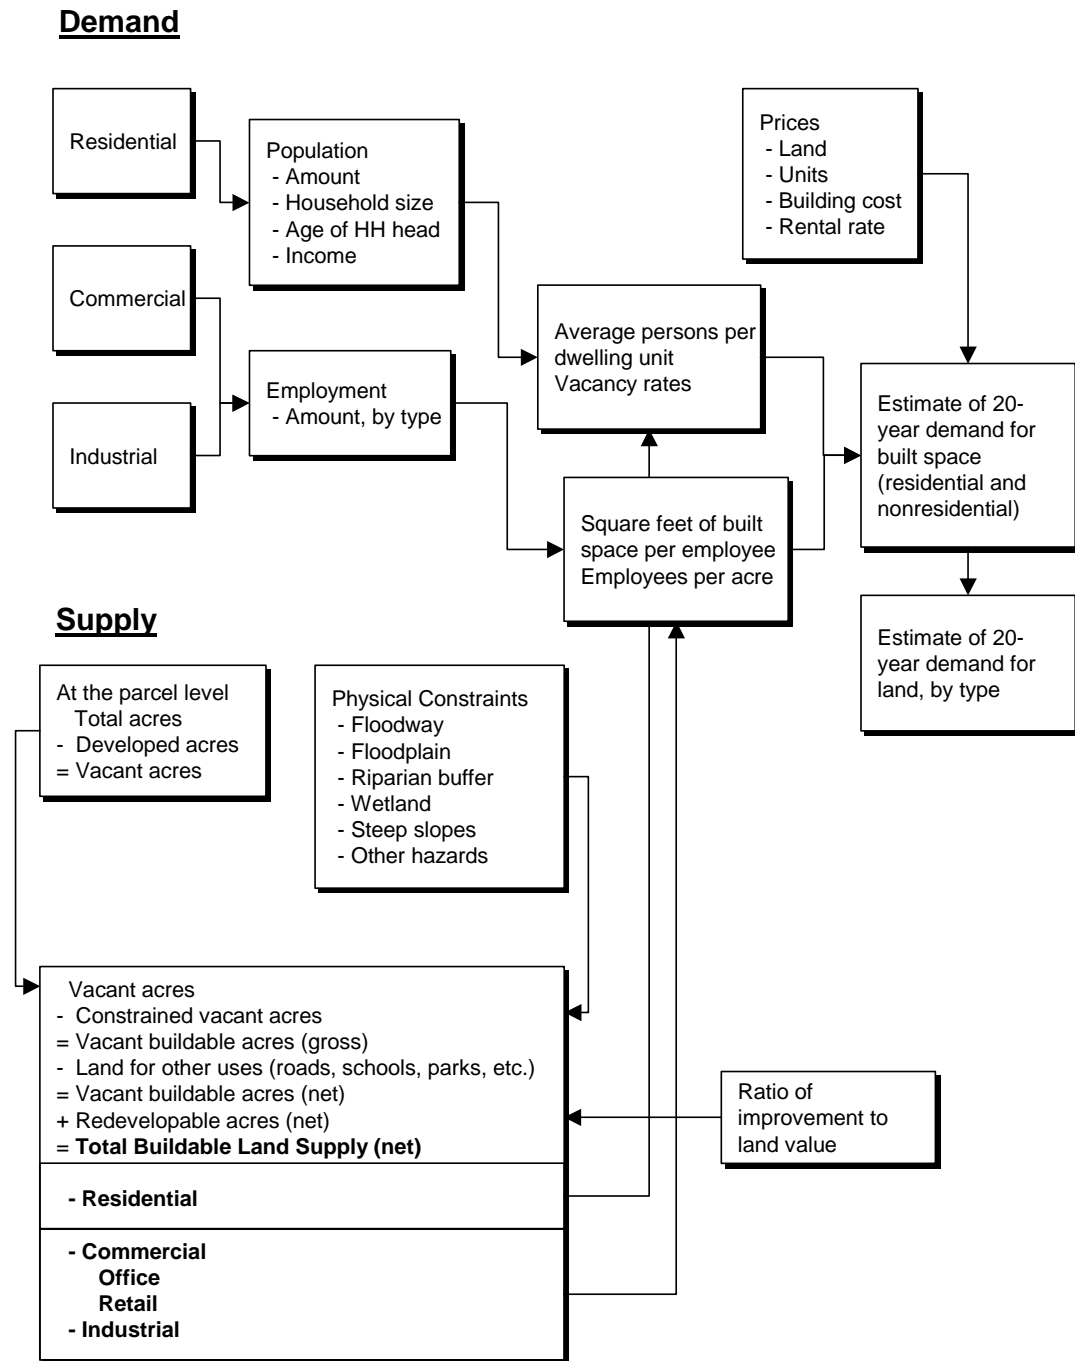 Demand
Residential
Population
- Amount
- Household size
- Age of HH head
- Income
Prices
- Land
- Units
- Building cost
- Rental rate
Commercial
Employment
- Amount, by type
Industrial
Average persons per
dwelling unit
Vacancy rates
Estimate of 20-
year demand for
built space
(residential and
nonresidential)
Square feet of built
space per employee
Employees per acre
Estimate of 20-
year demand for
land, by type
Supply
At the parcel level
Total acres
- Developed acres
= Vacant acres
Physical Constraints
- Floodway
- Floodplain
- Riparian buffer
- Wetland
- Steep slopes
- Other hazards
Vacant acres
- Constrained vacant acres
= Vacant buildable acres (gross)
- Land for other uses (roads, schools, parks, etc.)
= Vacant buildable acres (net)
+ Redevelopable acres (net)
= Total Buildable Land Supply (net)
Ratio of
improvement to
land value
- Residential
- Commercial
Office
Retail
- Industrial